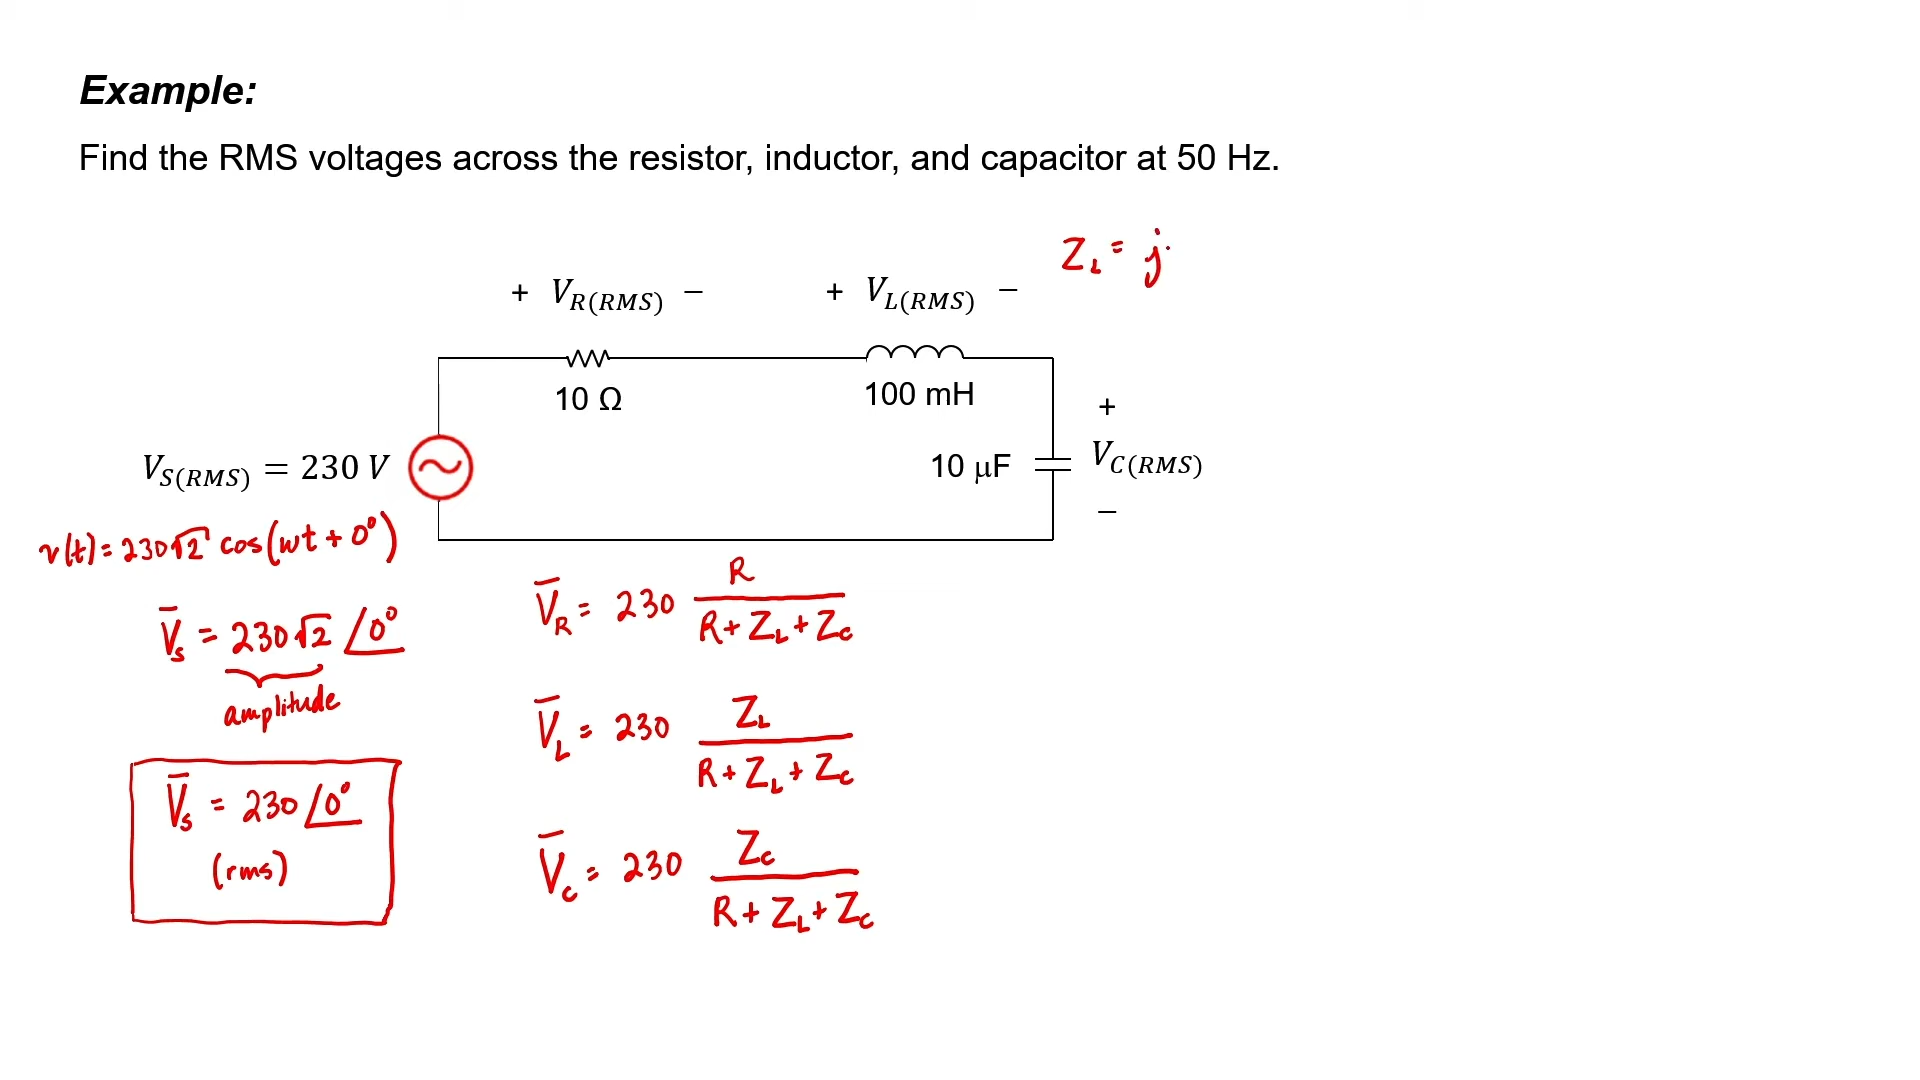 Example:
Find the RMS voltages across the resistor, inductor, and capacitor at 50 Hz.
Z_L = j
+ V_R(RMS) −
+ V_L(RMS) −
10 Ω
100 mH
+
V_S(RMS) = 230 V
10 μF
V_C(RMS)
−
v(t) = 230√2 cos(wt + 0°)
V̄_R = 230 R / (R + Z_L + Z_C)
V̄_S = 230√2 ∠0°
amplitude
V̄_L = 230 Z_L / (R + Z_L + Z_C)
V̄_S = 230 ∠0°
(rms)
V̄_C = 230 Z_C / (R + Z_L + Z_C)